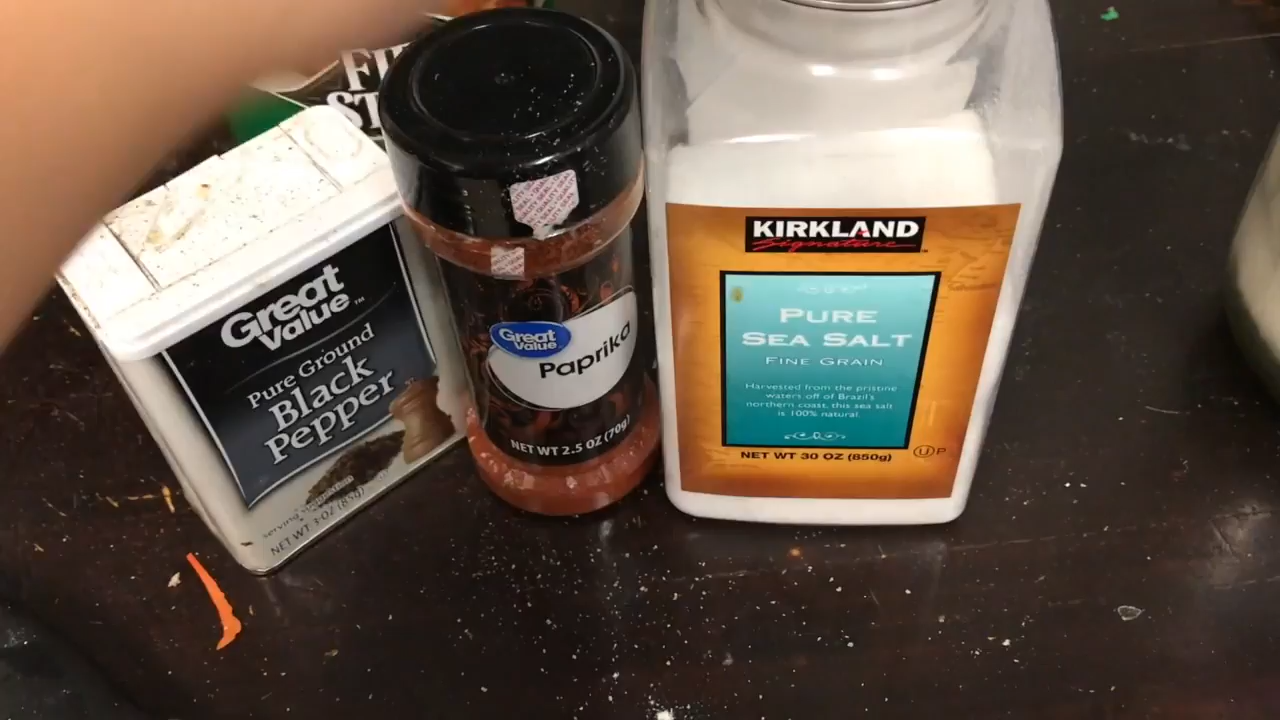 Great
Value™
Pure Ground
Black
Pepper
NET WT 3 OZ (85g)
Great
Value
Paprika
NET WT 2.5 OZ (70g)
KIRKLAND
Signature™
PURE
SEA SALT
FINE GRAIN
Harvested from the pristine
waters off of Brazil's
northern coast, this sea salt
is 100% natural.
NET WT 30 OZ (850g)
U P